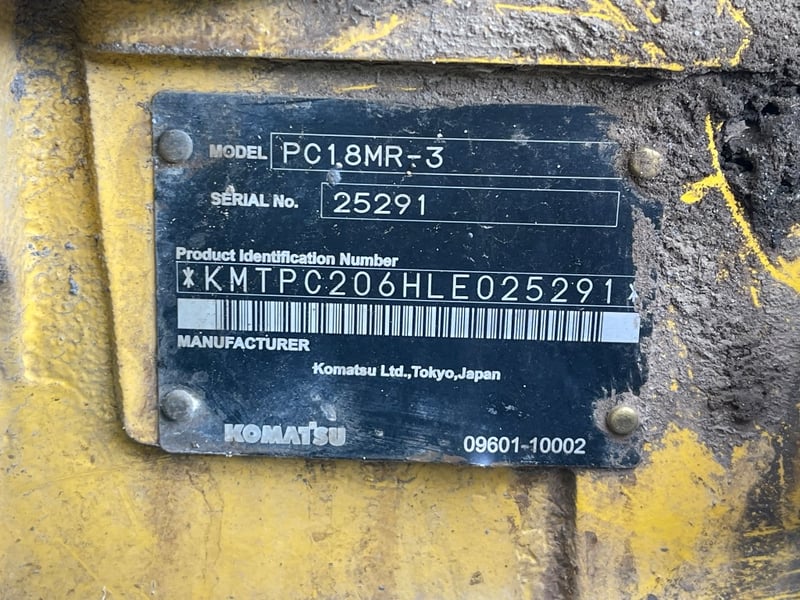 MODEL PC18MR-3
SERIAL No. 25291
Product Identification Number
*KMTPC206HLE025291*
MANUFACTURER
Komatsu Ltd.,Tokyo,Japan
KOMATSU 09601-10002